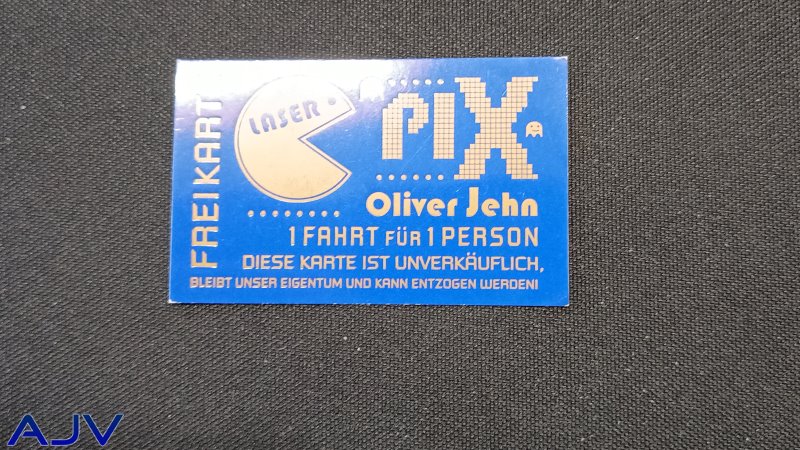 FREIKART
LASER
PIX
Oliver Jehn
1 FAHRT FÜR 1 PERSON
DIESE KARTE IST UNVERKÄUFLICH,
BLEIBT UNSER EIGENTUM UND KANN ENTZOGEN WERDEN!
AJV